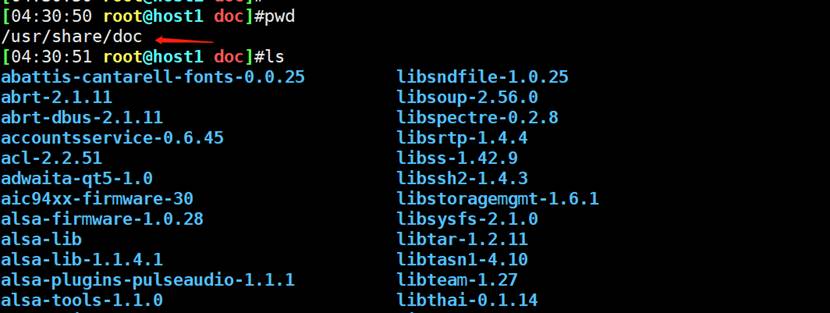 [04:30:50 root@host1 doc]#pwd
/usr/share/doc
[04:30:51 root@host1 doc]#ls
abattis-cantarell-fonts-0.0.25 libsndfile-1.0.25
abrt-2.1.11 libsoup-2.56.0
abrt-dbus-2.1.11 libspectre-0.2.8
accountsservice-0.6.45 libsrtp-1.4.4
acl-2.2.51 libss-1.42.9
adwaita-qt5-1.0 libssh2-1.4.3
aic94xx-firmware-30 libstoragemgmt-1.6.1
alsa-firmware-1.0.28 libsysfs-2.1.0
alsa-lib libtar-1.2.11
alsa-lib-1.1.4.1 libtasn1-4.10
alsa-plugins-pulseaudio-1.1.1 libteam-1.27
alsa-tools-1.1.0 libthai-0.1.14